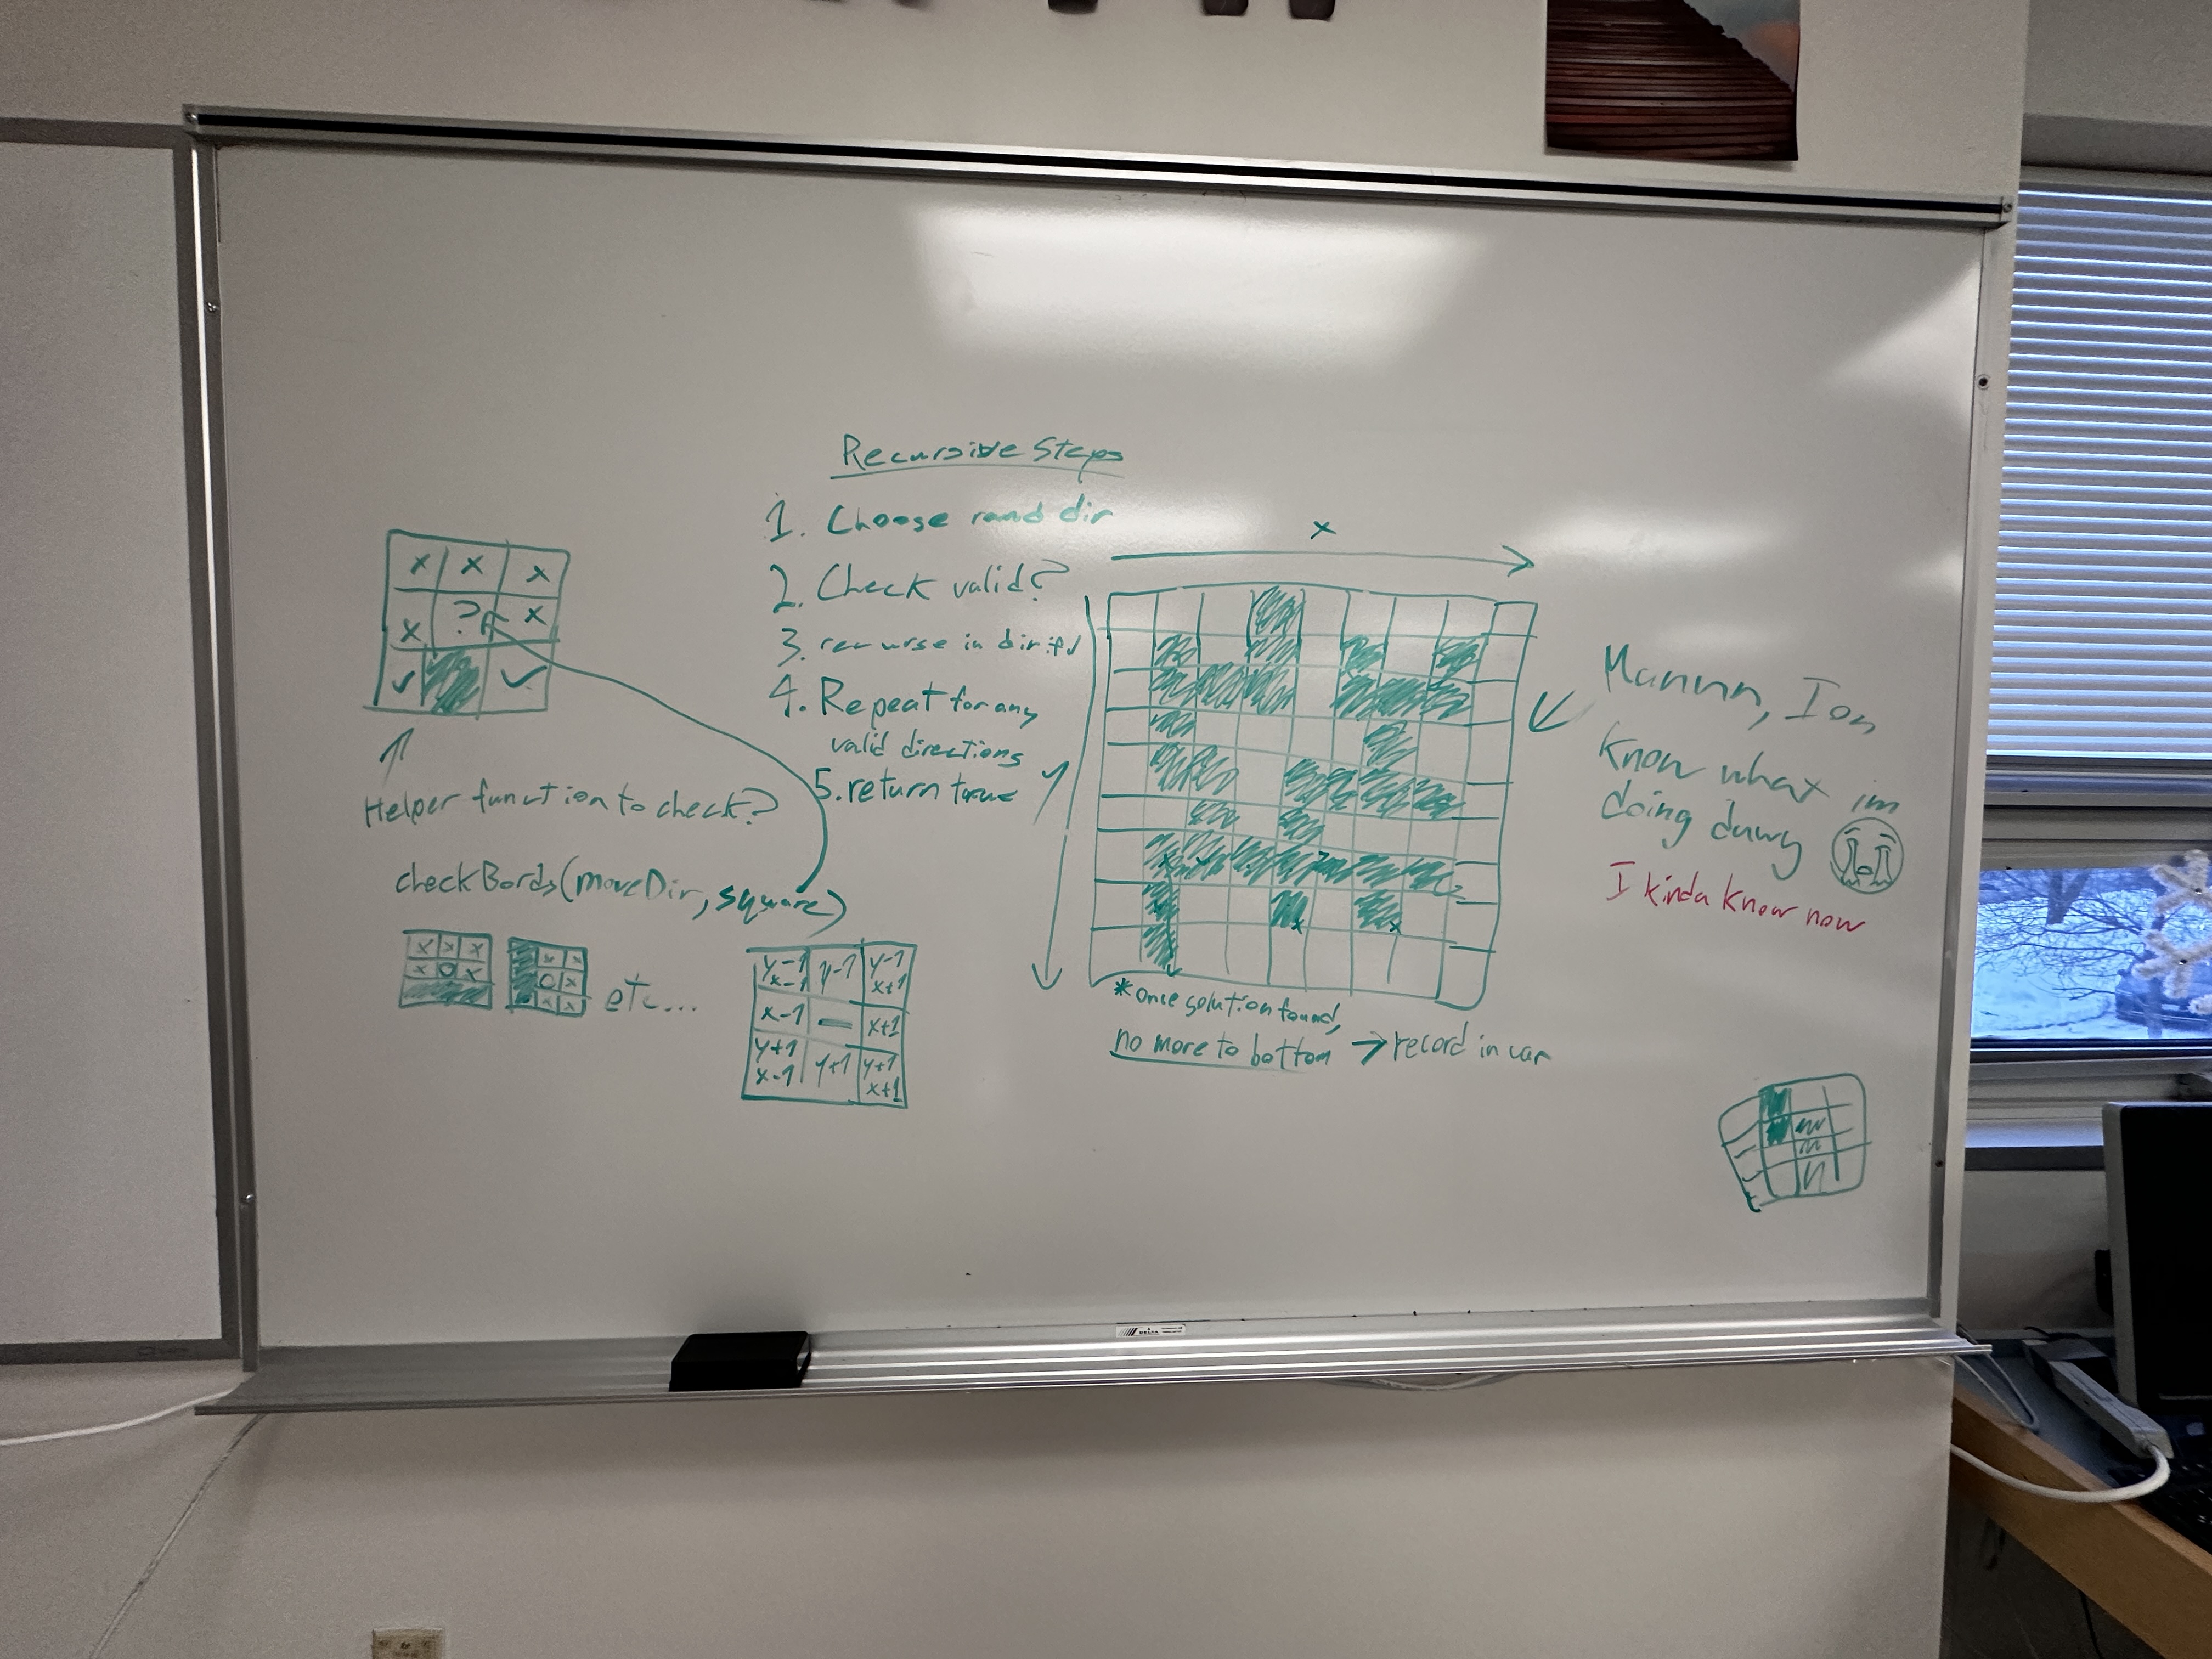 Recursive Steps
1. Choose rand dir
2. Check valid?
3. recurse in dir if √
4. Repeat for any
valid directions
5. return true
x x x
x ? x
✓ ✓
Helper function to check?
checkBords(moveDir, square)
x x x
x O x
x x
O x
x x
etc...
y-1 y-1 y-1
x-1 x+1
x-1 — x+1
y+1 y+1 y+1
x-1 x+1
x
y
*once solution found,
no more to bottom → record in var
Mannn, Ion
know what im
doing dawg
I kinda know now
DELTA